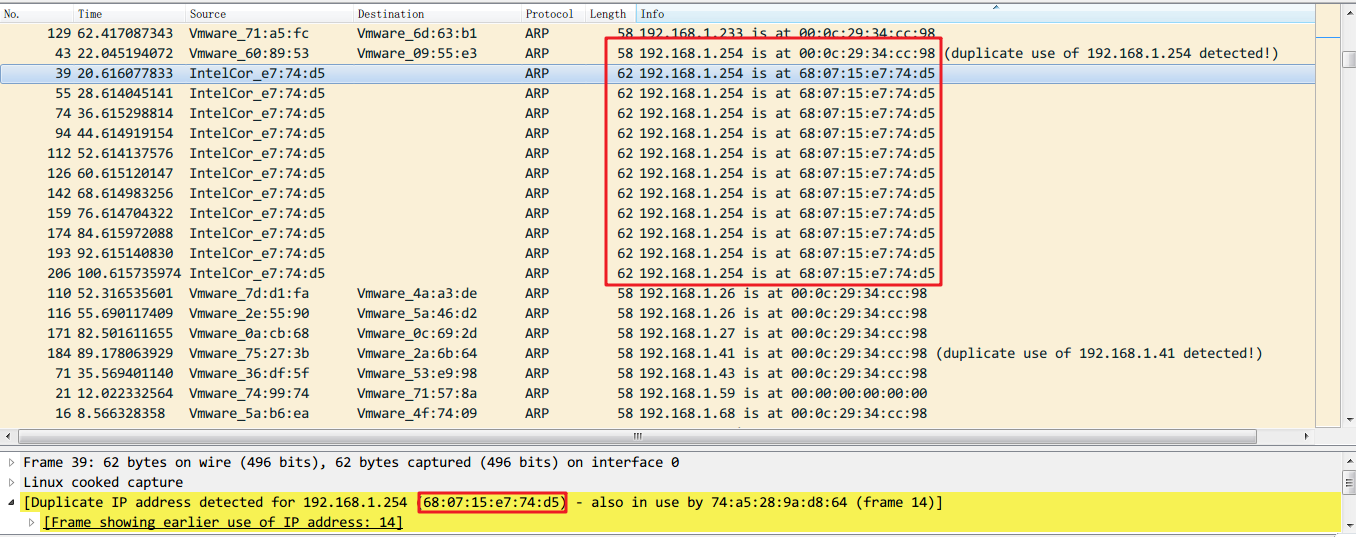 No. Time Source Destination Protocol Length Info
129 62.417087343 Vmware_71:a5:fc Vmware_6d:63:b1 ARP 58 192.168.1.233 is at 00:0c:29:34:cc:98
43 22.045194072 Vmware_60:89:53 Vmware_09:55:e3 ARP 58 192.168.1.254 is at 00:0c:29:34:cc:98 (duplicate use of 192.168.1.254 detected!)
39 20.616077833 IntelCor_e7:74:d5 ARP 62 192.168.1.254 is at 68:07:15:e7:74:d5
55 28.614045141 IntelCor_e7:74:d5 ARP 62 192.168.1.254 is at 68:07:15:e7:74:d5
74 36.615298814 IntelCor_e7:74:d5 ARP 62 192.168.1.254 is at 68:07:15:e7:74:d5
94 44.614919154 IntelCor_e7:74:d5 ARP 62 192.168.1.254 is at 68:07:15:e7:74:d5
112 52.614137576 IntelCor_e7:74:d5 ARP 62 192.168.1.254 is at 68:07:15:e7:74:d5
126 60.615120147 IntelCor_e7:74:d5 ARP 62 192.168.1.254 is at 68:07:15:e7:74:d5
142 68.614983256 IntelCor_e7:74:d5 ARP 62 192.168.1.254 is at 68:07:15:e7:74:d5
159 76.614704322 IntelCor_e7:74:d5 ARP 62 192.168.1.254 is at 68:07:15:e7:74:d5
174 84.615972088 IntelCor_e7:74:d5 ARP 62 192.168.1.254 is at 68:07:15:e7:74:d5
193 92.615140830 IntelCor_e7:74:d5 ARP 62 192.168.1.254 is at 68:07:15:e7:74:d5
206 100.615735974 IntelCor_e7:74:d5 ARP 62 192.168.1.254 is at 68:07:15:e7:74:d5
110 52.316535601 Vmware_7d:d1:fa Vmware_4a:a3:de ARP 58 192.168.1.26 is at 00:0c:29:34:cc:98
116 55.690117409 Vmware_2e:55:90 Vmware_5a:46:d2 ARP 58 192.168.1.26 is at 00:0c:29:34:cc:98
171 82.501611655 Vmware_0a:cb:68 Vmware_0c:69:2d ARP 58 192.168.1.27 is at 00:0c:29:34:cc:98
184 89.178063929 Vmware_75:27:3b Vmware_2a:6b:64 ARP 58 192.168.1.41 is at 00:0c:29:34:cc:98 (duplicate use of 192.168.1.41 detected!)
71 35.569401140 Vmware_36:df:5f Vmware_53:e9:98 ARP 58 192.168.1.43 is at 00:0c:29:34:cc:98
21 12.022332564 Vmware_74:99:74 Vmware_71:57:8a ARP 58 192.168.1.59 is at 00:00:00:00:00:00
16 8.566328358 Vmware_5a:b6:ea Vmware_4f:74:09 ARP 58 192.168.1.68 is at 00:0c:29:34:cc:98
Frame 39: 62 bytes on wire (496 bits), 62 bytes captured (496 bits) on interface 0
Linux cooked capture
[Duplicate IP address detected for 192.168.1.254 (68:07:15:e7:74:d5) - also in use by 74:a5:28:9a:d8:64 (frame 14)]
[Frame showing earlier use of IP address: 14]